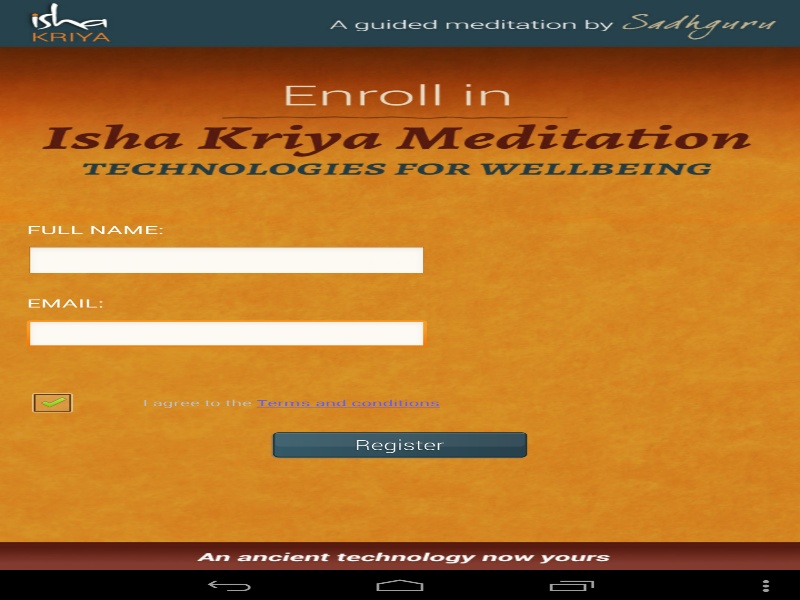 isha
KRIYA
A guided meditation by Sadhguru
Enroll in
Isha Kriya Meditation
TECHNOLOGIES FOR WELLBEING
FULL NAME:
EMAIL:
I agree to the Terms and conditions
Register
An ancient technology now yours